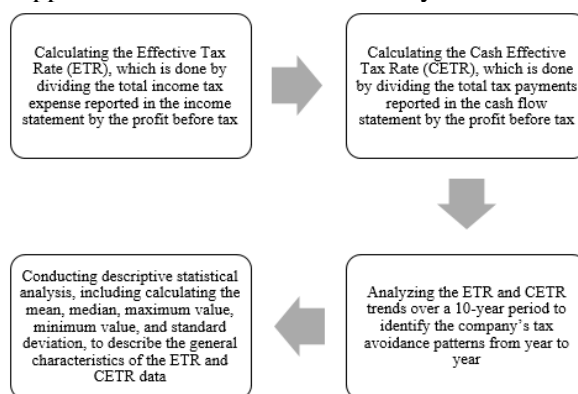 Calculating the Effective Tax
Rate (ETR), which is done by
dividing the total income tax
expense reported in the income
statement by the profit before tax
Calculating the Cash Effective
Tax Rate (CETR), which is done
by dividing the total tax payments
reported in the cash flow
statement by the profit before tax
Analyzing the ETR and CETR
trends over a 10-year period to
identify the company's tax
avoidance patterns from year to
year
Conducting descriptive statistical
analysis, including calculating the
mean, median, maximum value,
minimum value, and standard
deviation, to describe the general
characteristics of the ETR and
CETR data